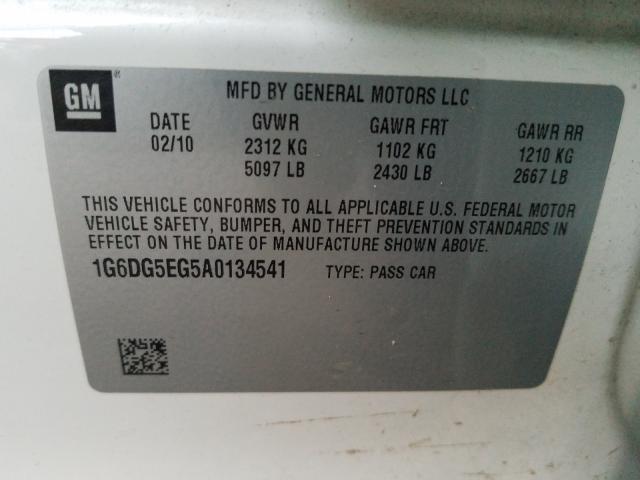 GM
MFD BY GENERAL MOTORS LLC
DATE GVWR GAWR FRT GAWR RR
02/10 2312 KG 1102 KG 1210 KG
5097 LB 2430 LB 2667 LB
THIS VEHICLE CONFORMS TO ALL APPLICABLE U.S. FEDERAL MOTOR
VEHICLE SAFETY, BUMPER, AND THEFT PREVENTION STANDARDS IN
EFFECT ON THE DATE OF MANUFACTURE SHOWN ABOVE.
1G6DG5EG5A0134541 TYPE: PASS CAR